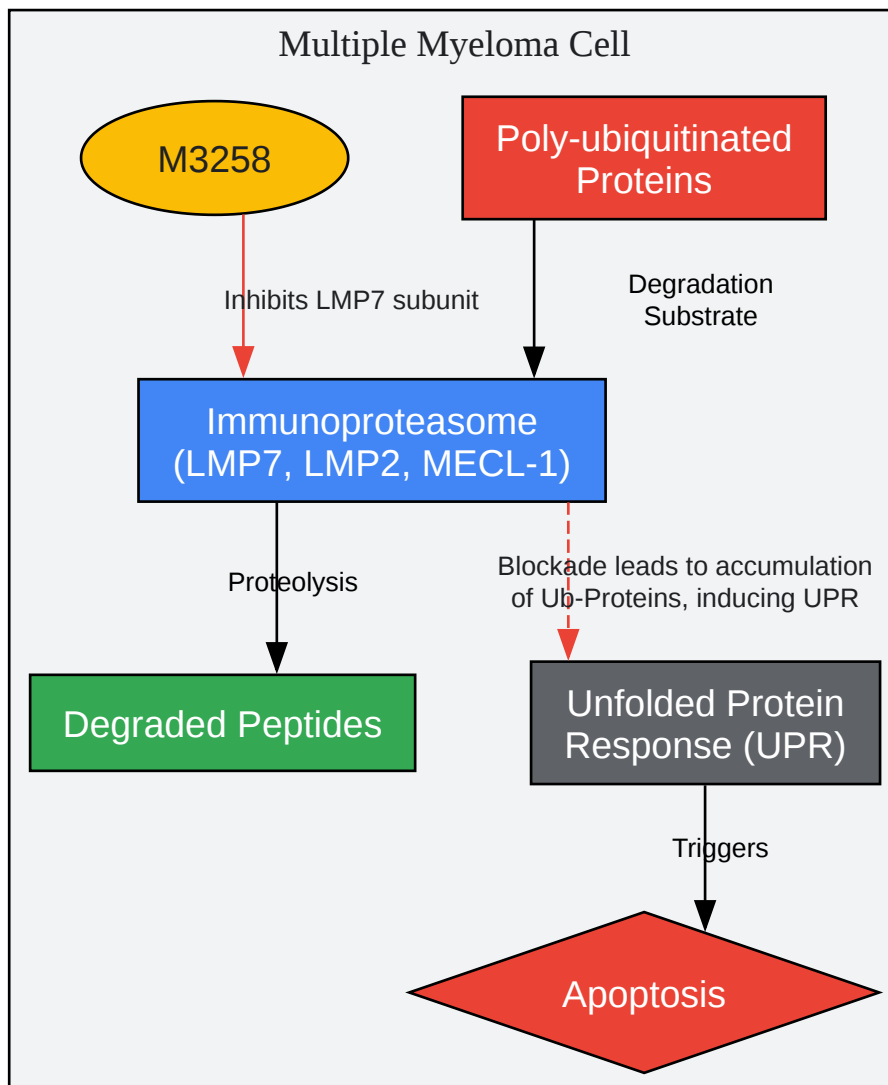 Multiple Myeloma Cell
M3258
Poly-ubiquitinated
Proteins
Inhibits LMP7 subunit
Degradation
Substrate
Immunoproteasome
(LMP7, LMP2, MECL-1)
Proteolysis
Blockade leads to accumulation
of Ub-Proteins, inducing UPR
Degraded Peptides
Unfolded Protein
Response (UPR)
Triggers
Apoptosis